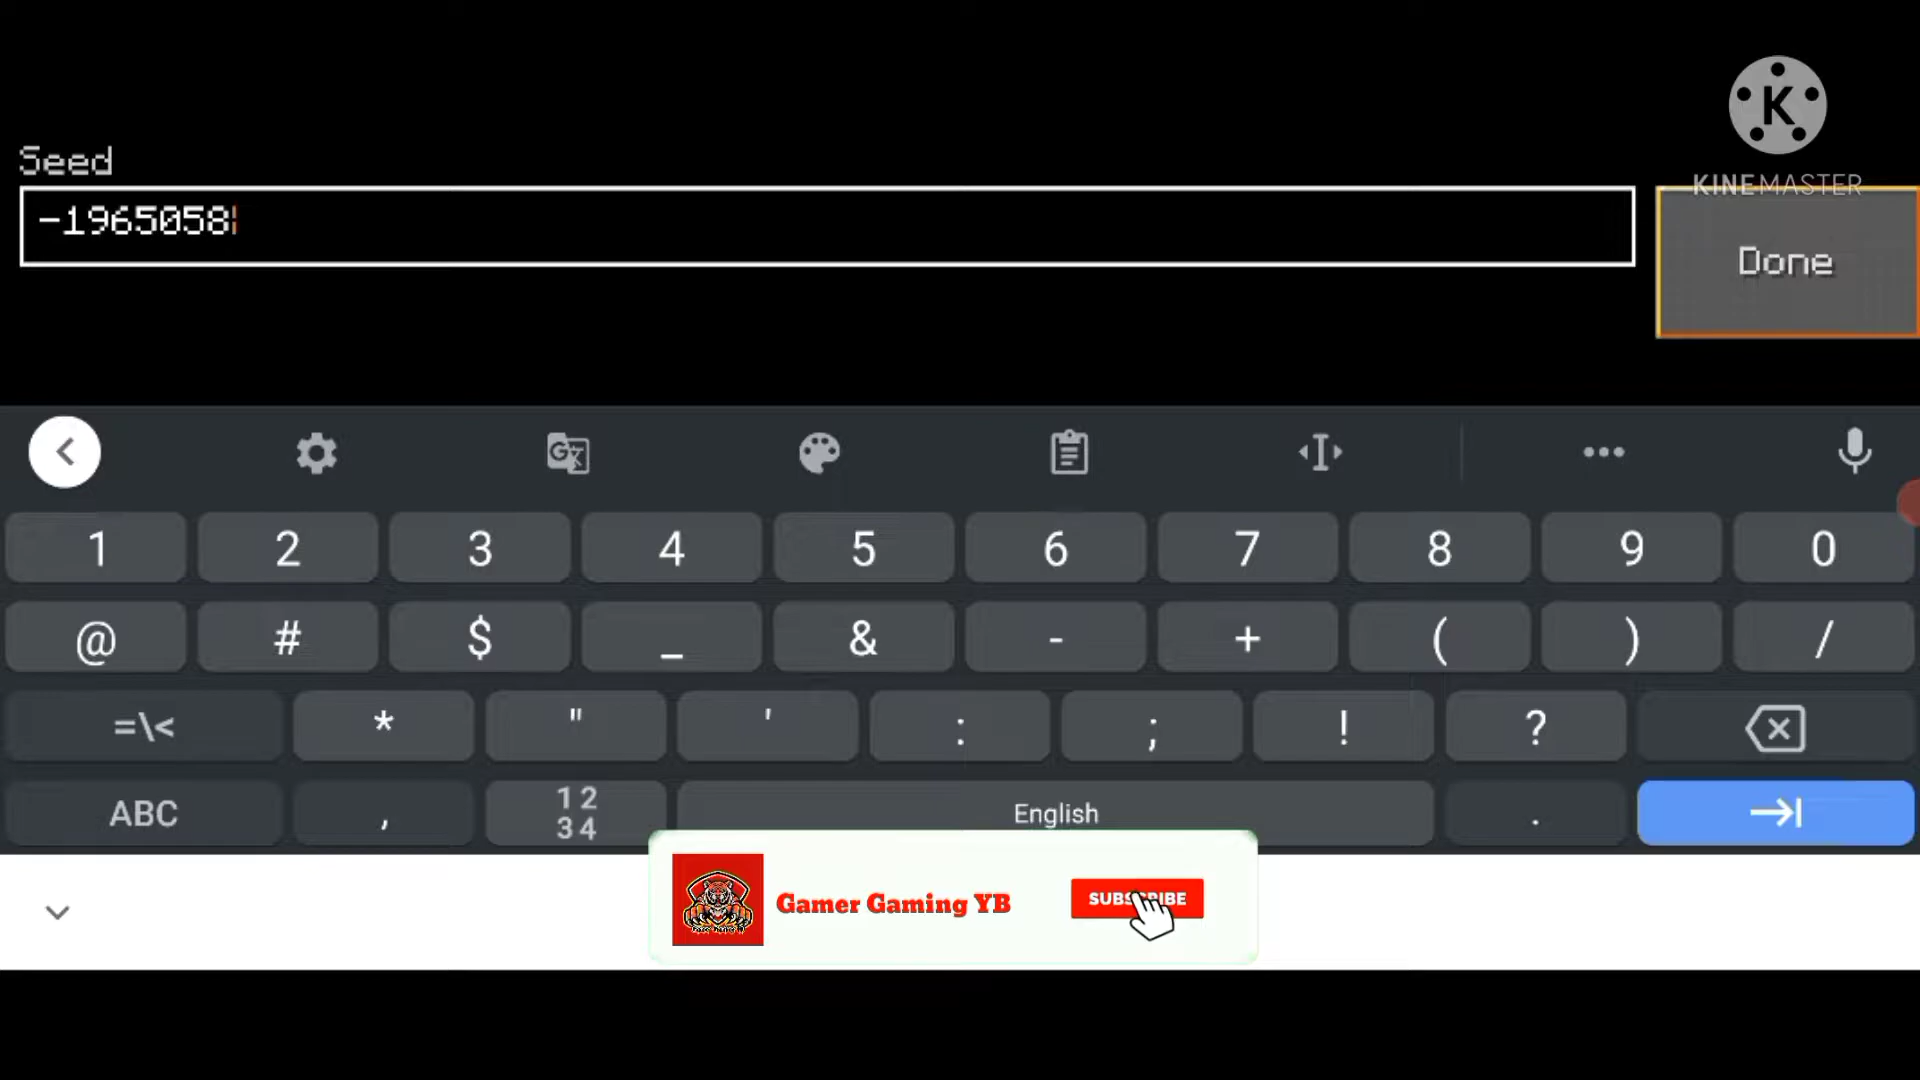 K
KINEMASTER
Seed
-1965058
Done
1 2 3 4 5 6 7 8 9 0
@ # $ _ & - + ( ) /
=\< * " ' : ; ! ?
ABC , 12 34 English .
Gamer Gaming YB
SUBSCRIBE